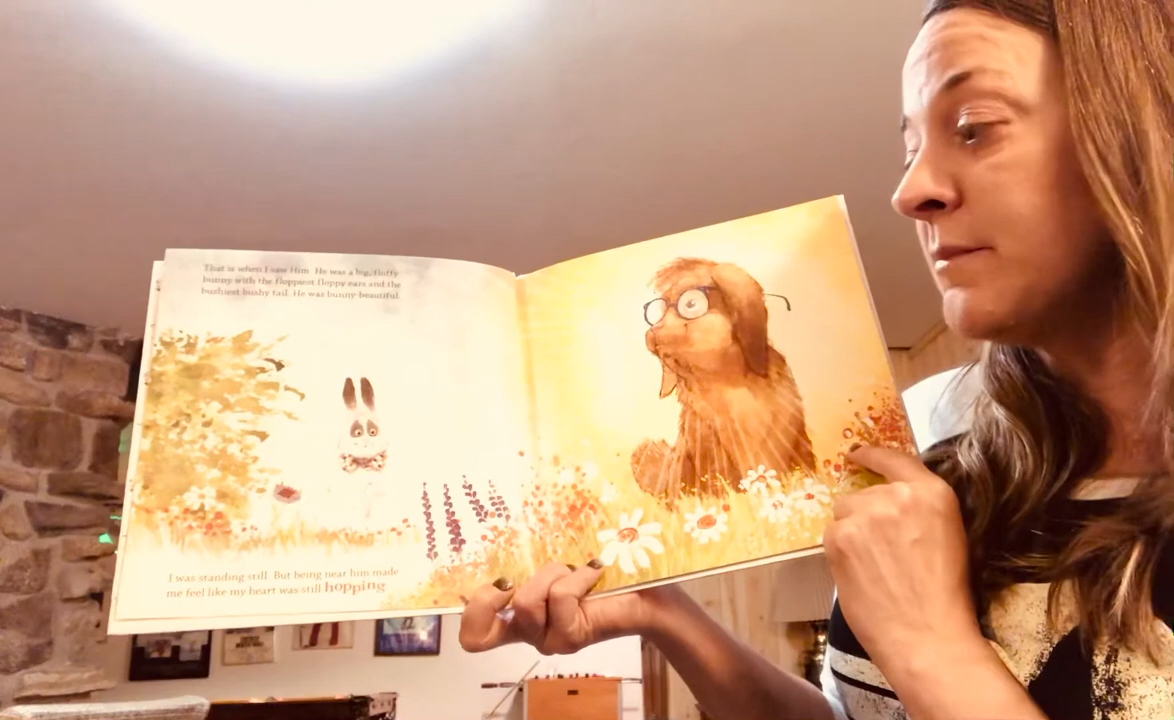 That is when I saw Him. He was a big, fluffy
bunny with the floppiest floppy ears and the
bushiest bushy tail. He was bunny-beautiful.
I was standing still. But being near him made
me feel like my heart was still hopping